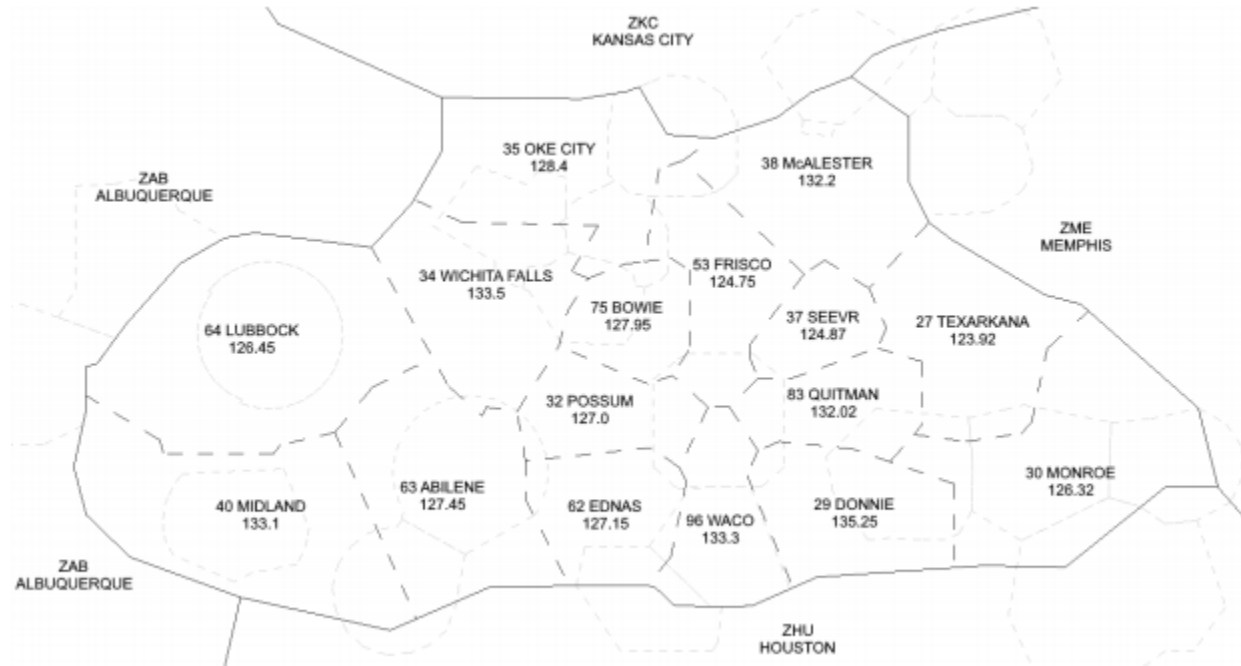 ZKC
KANSAS CITY
35 OKE CITY
128.4
38 McALESTER
132.2
ZAB
ALBUQUERQUE
ZME
MEMPHIS
34 WICHITA FALLS
133.5
53 FRISCO
124.75
75 BOWIE
127.95
37 SEEVR
124.87
27 TEXARKANA
123.92
64 LUBBOCK
126.45
32 POSSUM
127.0
83 QUITMAN
132.02
40 MIDLAND
133.1
63 ABILENE
127.45
62 EDNAS
127.15
96 WACO
133.3
29 DONNIE
135.25
30 MONROE
126.32
ZAB
ALBUQUERQUE
ZHU
HOUSTON